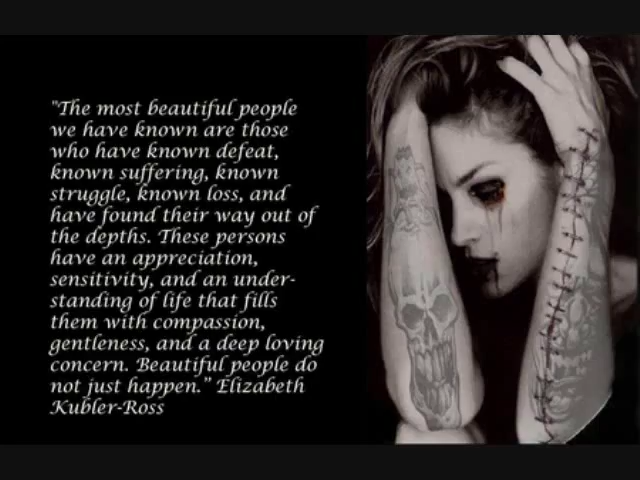 "The most beautiful people
we have known are those
who have known defeat,
known suffering, known
struggle, known loss, and
have found their way out of
the depths. These persons
have an appreciation,
sensitivity, and an under-
standing of life that fills
them with compassion,
gentleness, and a deep loving
concern. Beautiful people do
not just happen." Elizabeth
Kubler-Ross